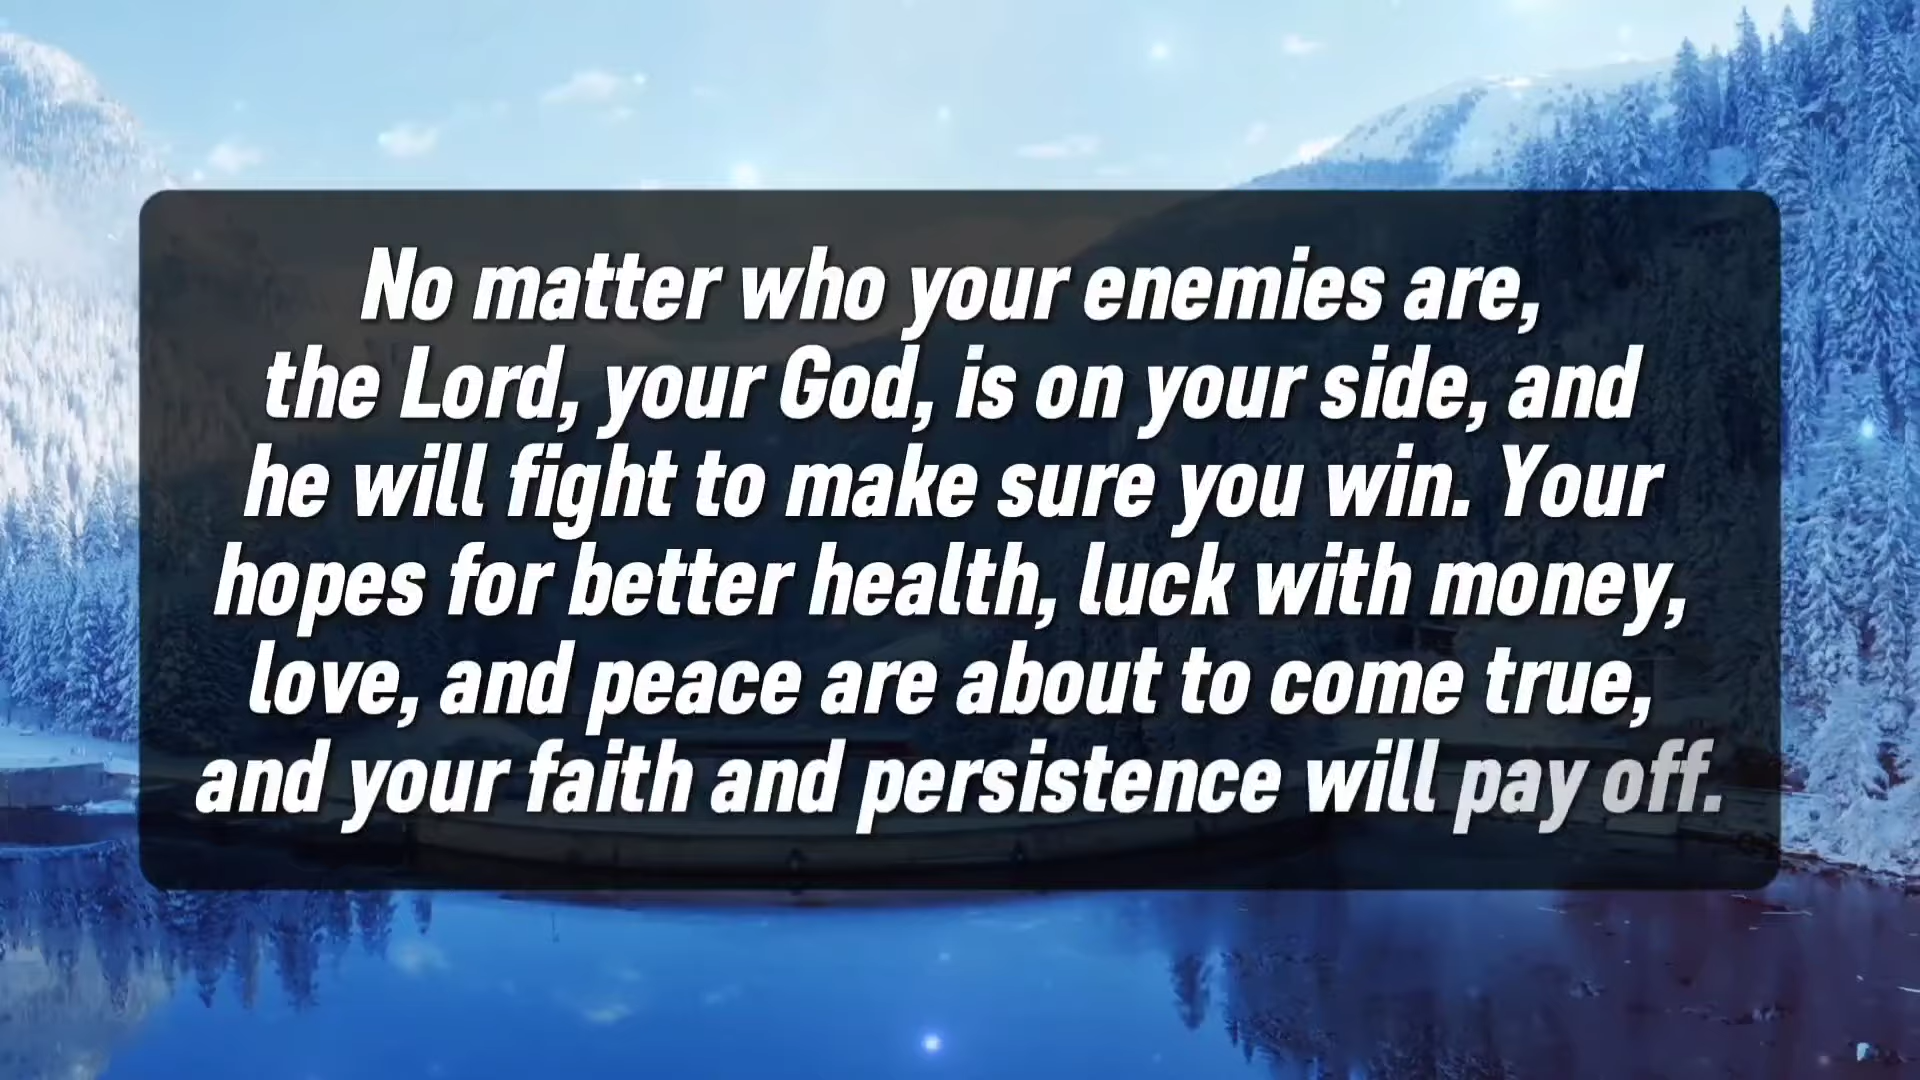 No matter who your enemies are,
the Lord, your God, is on your side, and
he will fight to make sure you win. Your
hopes for better health, luck with money,
love, and peace are about to come true,
and your faith and persistence will pay off.